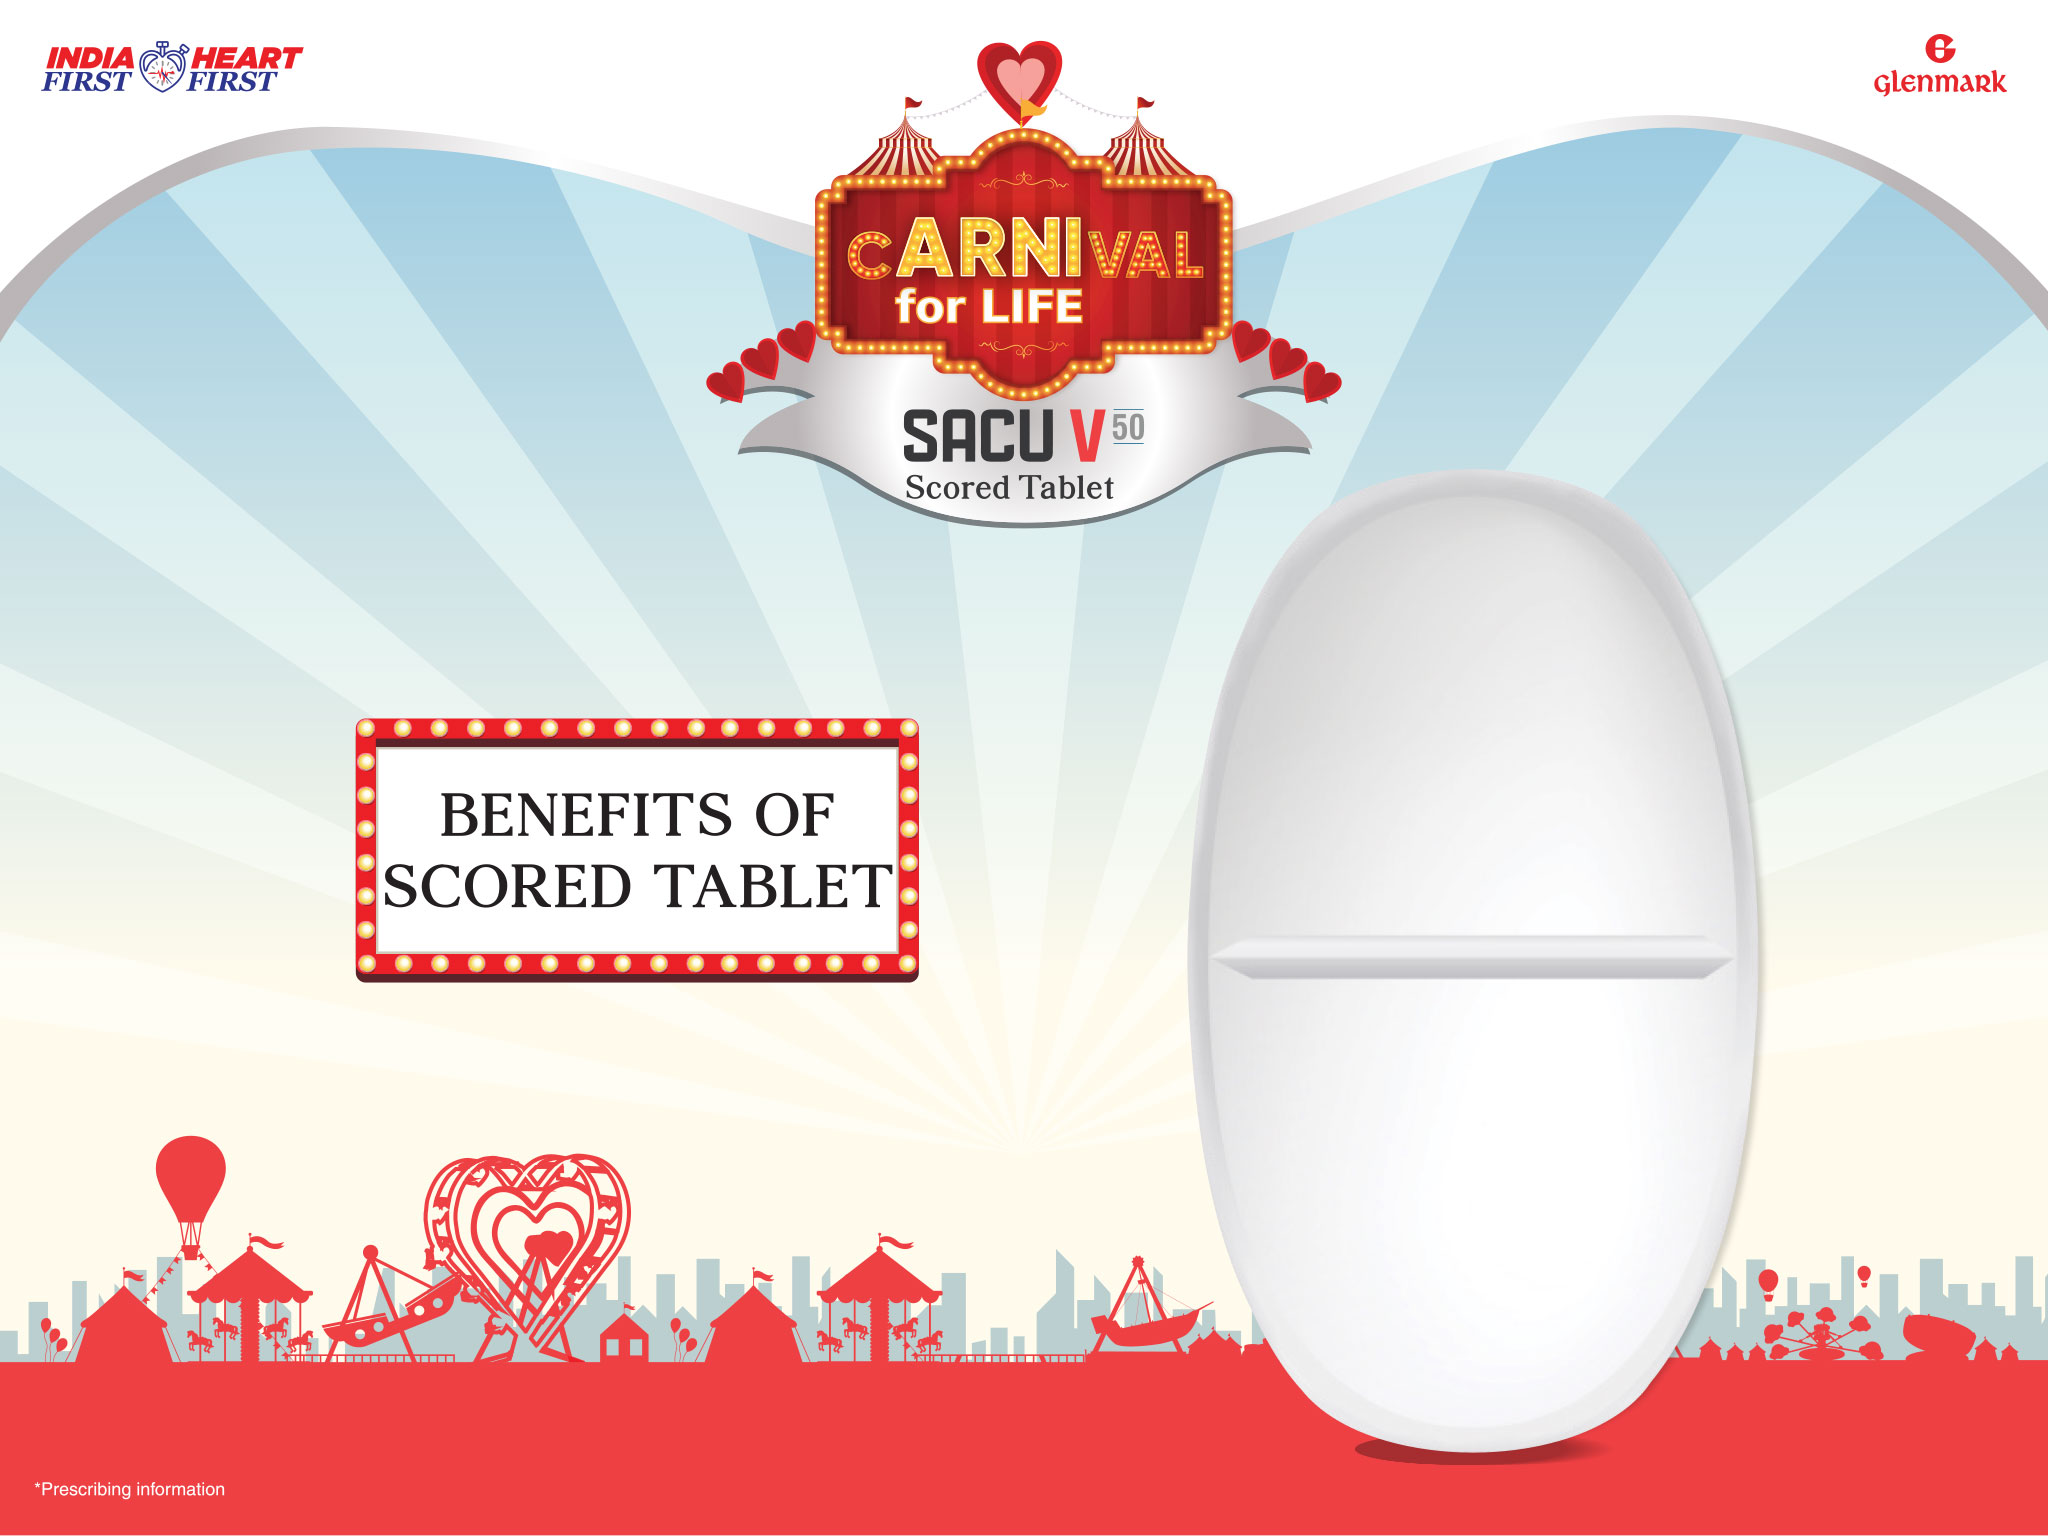 INDIA HEART
FIRST FIRST
Glenmark
CARNIVAL
for LIFE
SACU V 50
Scored Tablet
BENEFITS OF
SCORED TABLET
*Prescribing information